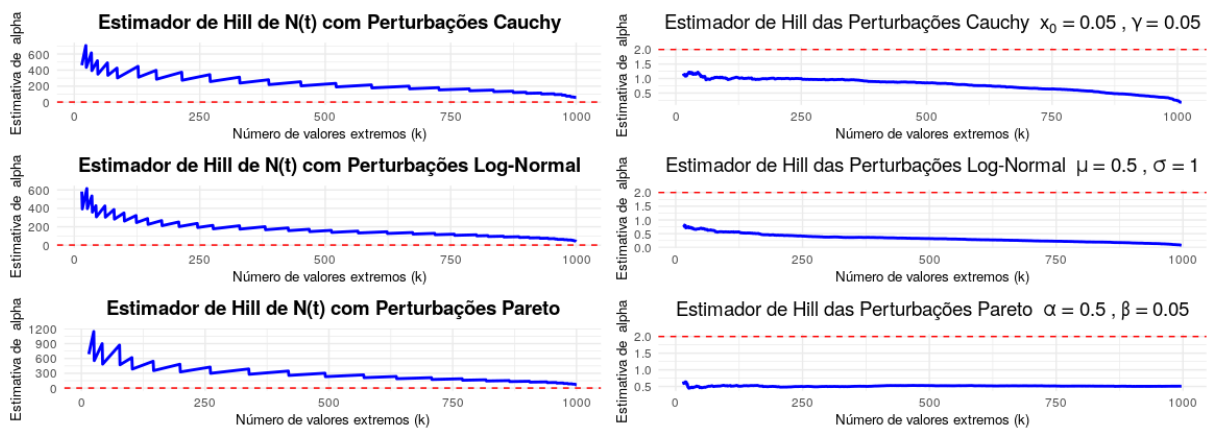 Estimador de Hill de N(t) com Perturbações Cauchy
Estimativa de alpha
600
400
200
0
0 250 500 750 1000
Número de valores extremos (k)
Estimador de Hill das Perturbações Cauchy x₀ = 0.05 , γ = 0.05
Estimativa de alpha
2.0
1.5
1.0
0.5
0 250 500 750 1000
Número de valores extremos (k)
Estimador de Hill de N(t) com Perturbações Log-Normal
Estimativa de alpha
600
400
200
0
0 250 500 750 1000
Número de valores extremos (k)
Estimador de Hill das Perturbações Log-Normal μ = 0.5 , σ = 1
Estimativa de alpha
2.0
1.5
1.0
0.5
0.0
0 250 500 750 1000
Número de valores extremos (k)
Estimador de Hill de N(t) com Perturbações Pareto
Estimativa de alpha
1200
900
600
300
0
0 250 500 750 1000
Número de valores extremos (k)
Estimador de Hill das Perturbações Pareto α = 0.5 , β = 0.05
Estimativa de alpha
2.0
1.5
1.0
0.5
0 250 500 750 1000
Número de valores extremos (k)